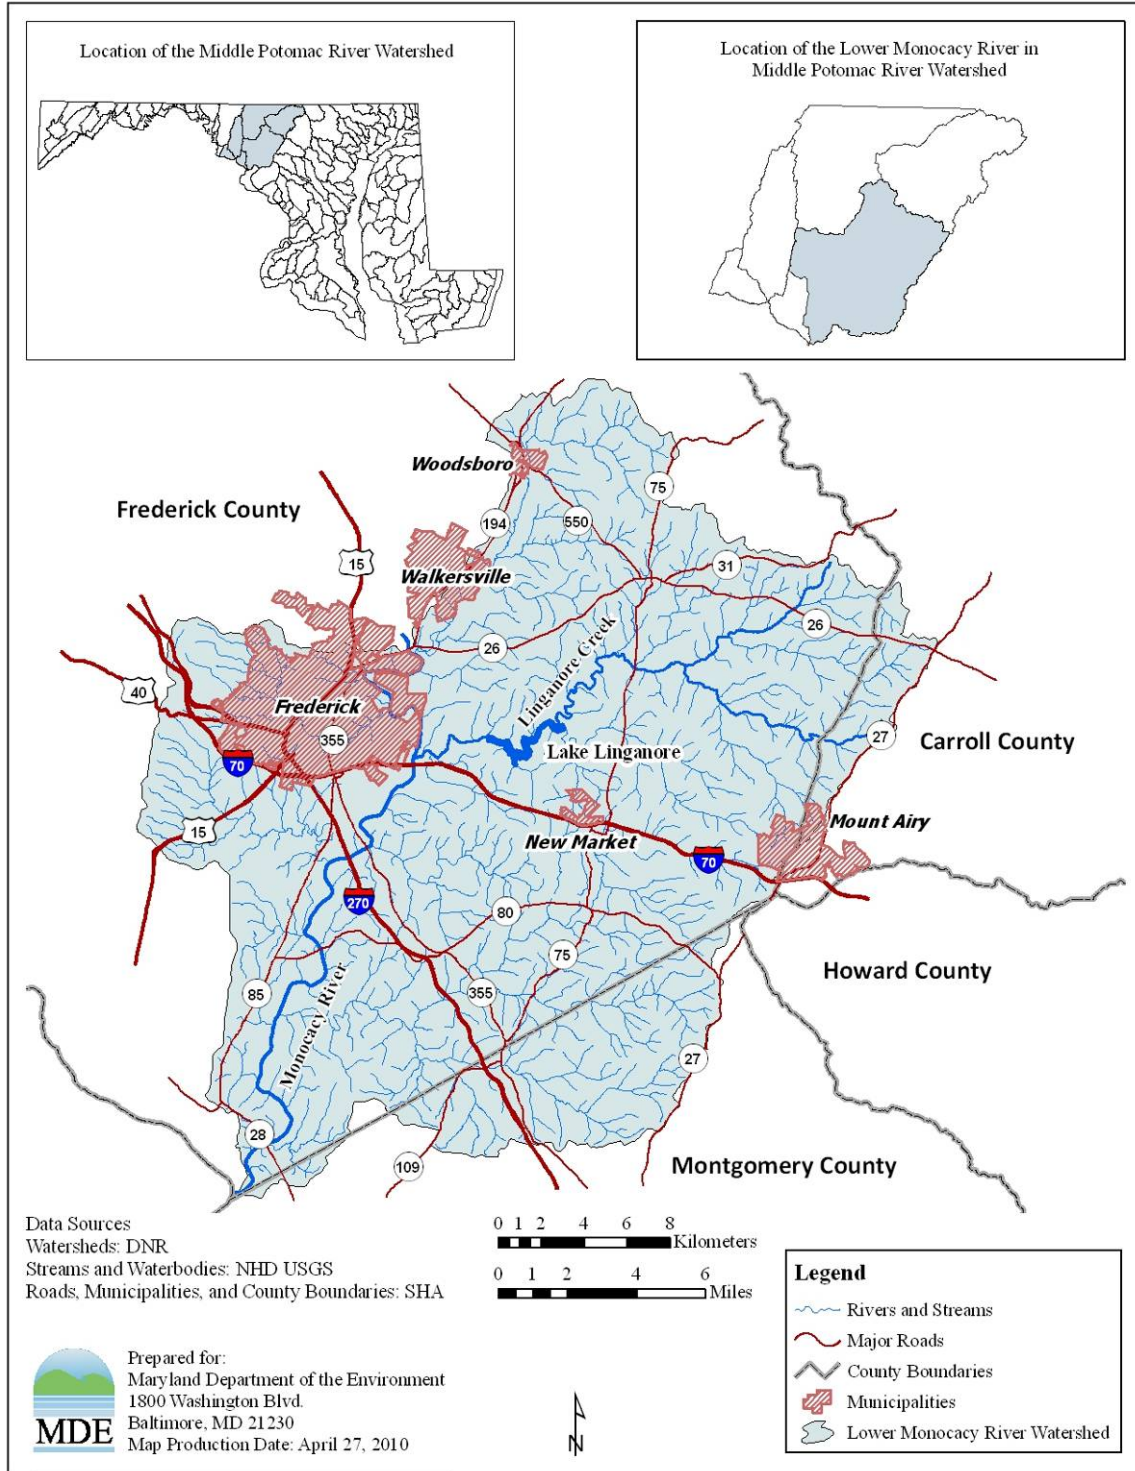 Location of the Middle Potomac River Watershed
Location of the Lower Monocacy River in
Middle Potomac River Watershed
Woodsboro
75
Frederick County
194
550
15
31
Walkersville
26
26
Linganore Creek
40
Frederick
355
27
Lake Linganore
Carroll County
70
15
Mount Airy
New Market
70
270
80
75
Howard County
85
355
Monocacy River
27
28
109
Montgomery County
Data Sources
Watersheds: DNR
Streams and Waterbodies: NHD USGS
Roads, Municipalities, and County Boundaries: SHA
0 1 2 4 6 8
Kilometers
0 1 2 4 6
Miles
Legend
Rivers and Streams
Major Roads
County Boundaries
Municipalities
Lower Monocacy River Watershed
MDE
Prepared for:
Maryland Department of the Environment
1800 Washington Blvd.
Baltimore, MD 21230
Map Production Date: April 27, 2010
N